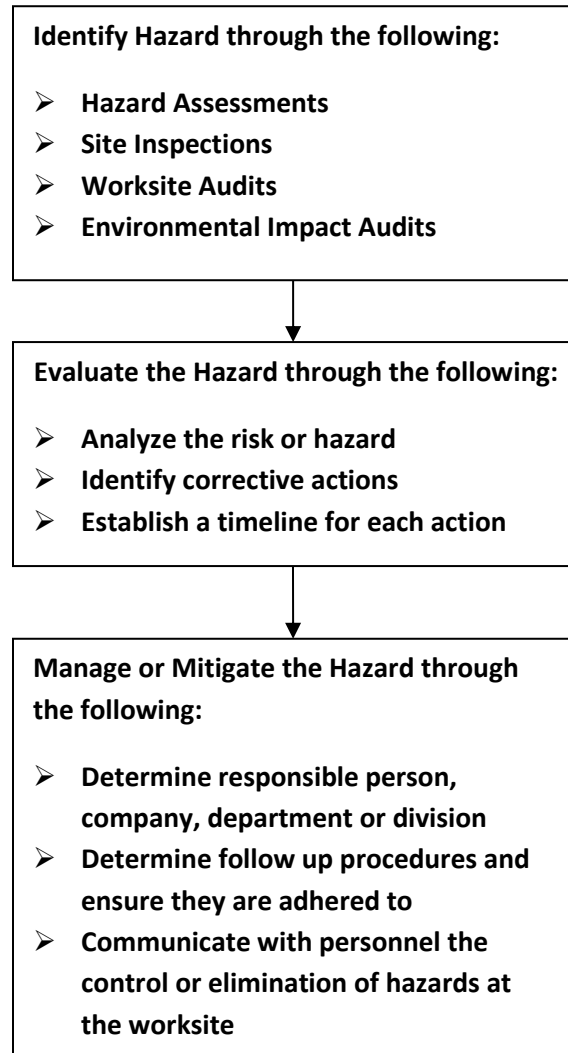 Identify Hazard through the following:
➢ Hazard Assessments
➢ Site Inspections
➢ Worksite Audits
➢ Environmental Impact Audits
Evaluate the Hazard through the following:
➢ Analyze the risk or hazard
➢ Identify corrective actions
➢ Establish a timeline for each action
Manage or Mitigate the Hazard through
the following:
➢ Determine responsible person,
company, department or division
➢ Determine follow up procedures and
ensure they are adhered to
➢ Communicate with personnel the
control or elimination of hazards at
the worksite